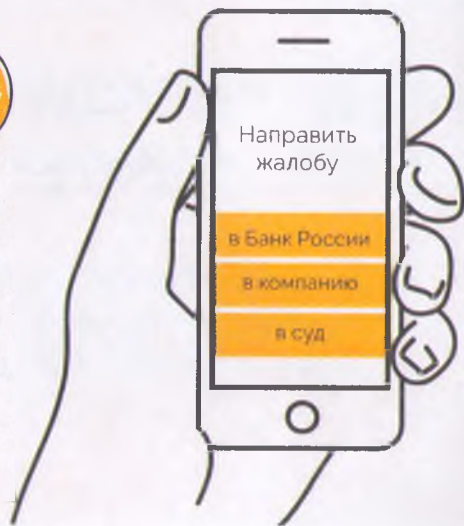 Направить
жалобу
в Банк России
в компанию
в суд